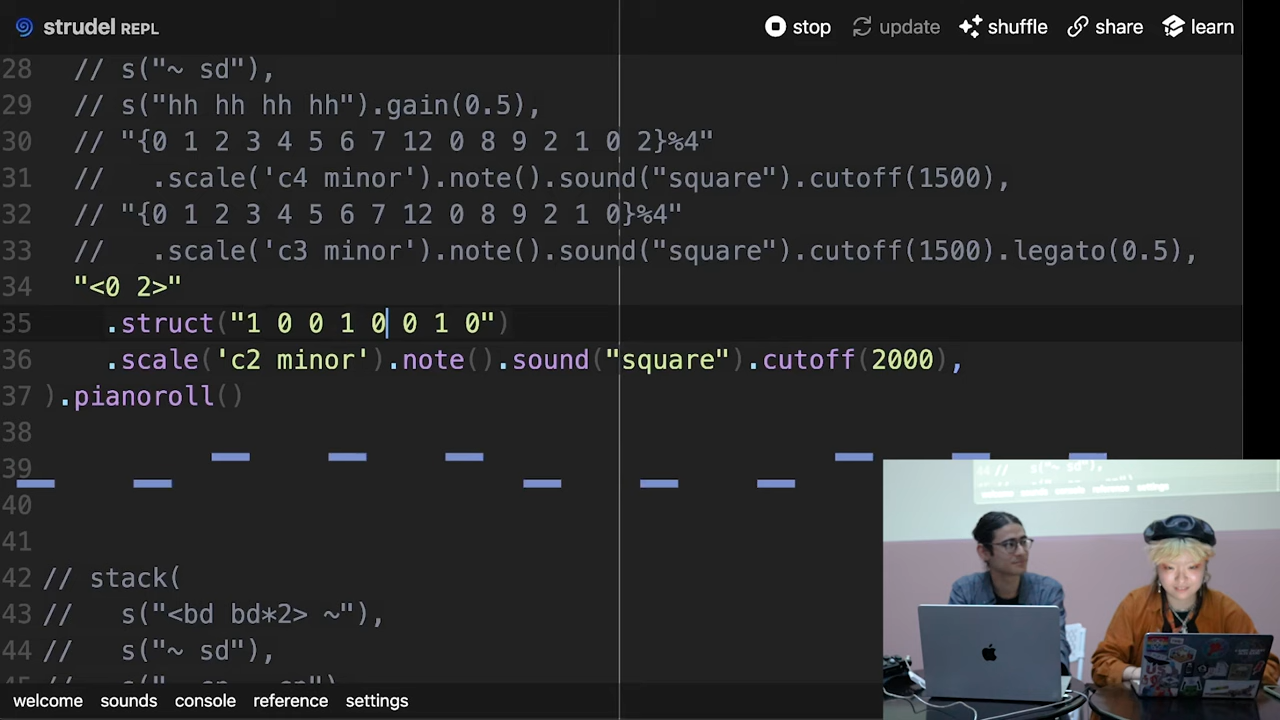 strudel REPL
stop
update
shuffle
share
learn
28 // s("~ sd"),
29 // s("hh hh hh hh").gain(0.5),
30 // "{0 1 2 3 4 5 6 7 12 0 8 9 2 1 0 2}%4"
31 //   .scale('c4 minor').note().sound("square").cutoff(1500),
32 // "{0 1 2 3 4 5 6 7 12 0 8 9 2 1 0}%4"
33 //   .scale('c3 minor').note().sound("square").cutoff(1500).legato(0.5),
34 "<0 2>"
35 .struct("1 0 0 1 0 0 1 0")
36 .scale('c2 minor').note().sound("square").cutoff(2000),
37 ).pianoroll()
38
39
40
41
42 // stack(
43 //   s("<bd bd*2> ~"),
44 //   s("~ sd"),
welcome
sounds
console
reference
settings